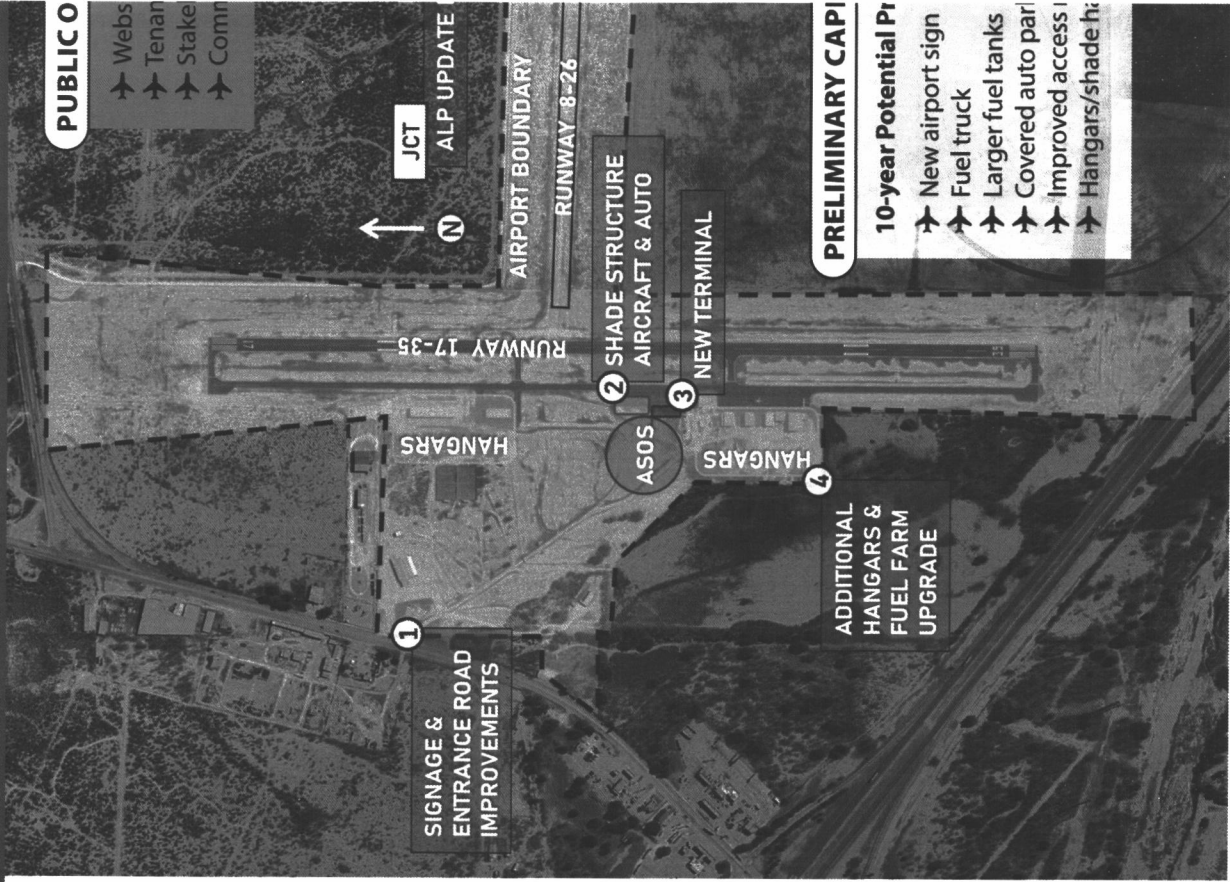 PUBLIC O
Webs
Tenan
Stake
Comm
JCT
ALP UPDATE
N
AIRPORT BOUNDARY
RUNWAY 8-26
RUNWAY 17-35
HANGARS
ASOS
HANGARS
1
SIGNAGE &
ENTRANCE ROAD
IMPROVEMENTS
2
SHADE STRUCTURE
AIRCRAFT & AUTO
3
NEW TERMINAL
4
ADDITIONAL
HANGARS &
FUEL FARM
UPGRADE
PRELIMINARY CAPI
10-year Potential Pr
New airport sign
Fuel truck
Larger fuel tanks
Covered auto park
Improved access
Hangars/shade ha